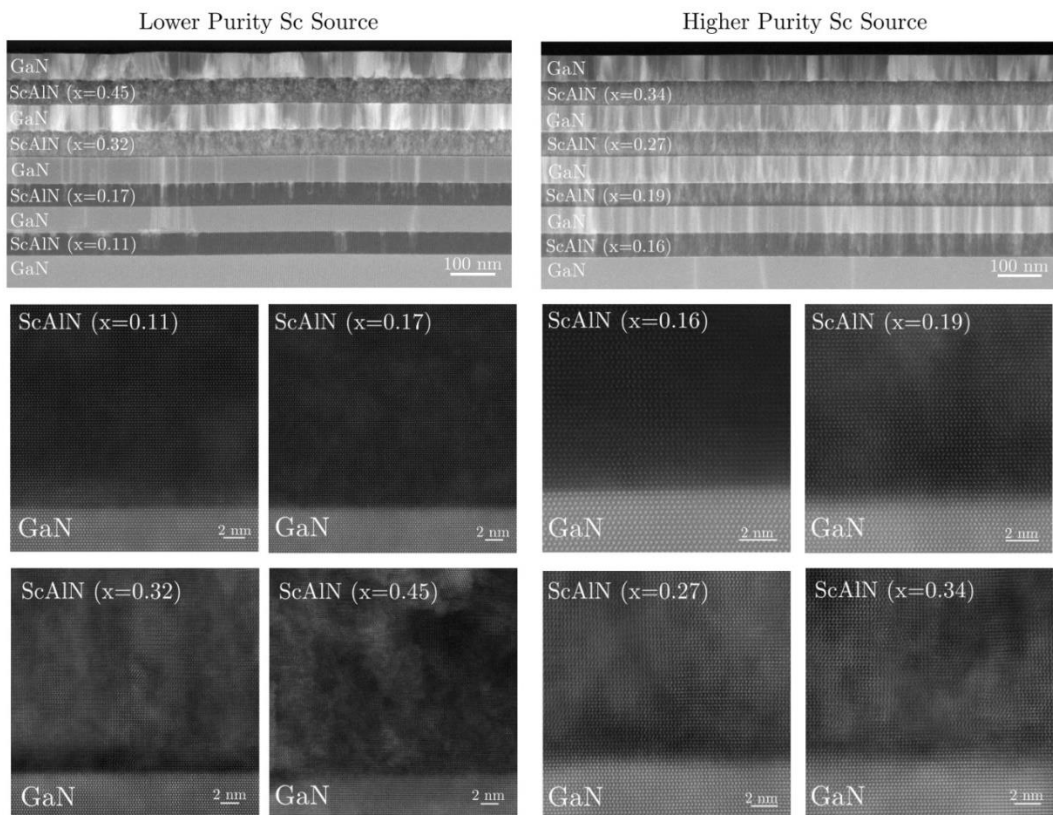 Lower Purity Sc Source
Higher Purity Sc Source
GaN
ScAlN (x=0.45)
GaN
ScAlN (x=0.32)
GaN
ScAlN (x=0.17)
GaN
ScAlN (x=0.11)
GaN
100 nm
GaN
ScAlN (x=0.34)
GaN
ScAlN (x=0.27)
GaN
ScAlN (x=0.19)
GaN
ScAlN (x=0.16)
GaN
100 nm
ScAlN (x=0.11)
GaN
2 nm
ScAlN (x=0.17)
GaN
2 nm
ScAlN (x=0.16)
GaN
2 nm
ScAlN (x=0.19)
GaN
2 nm
ScAlN (x=0.32)
GaN
2 nm
ScAlN (x=0.45)
GaN
2 nm
ScAlN (x=0.27)
GaN
2 nm
ScAlN (x=0.34)
GaN
2 nm